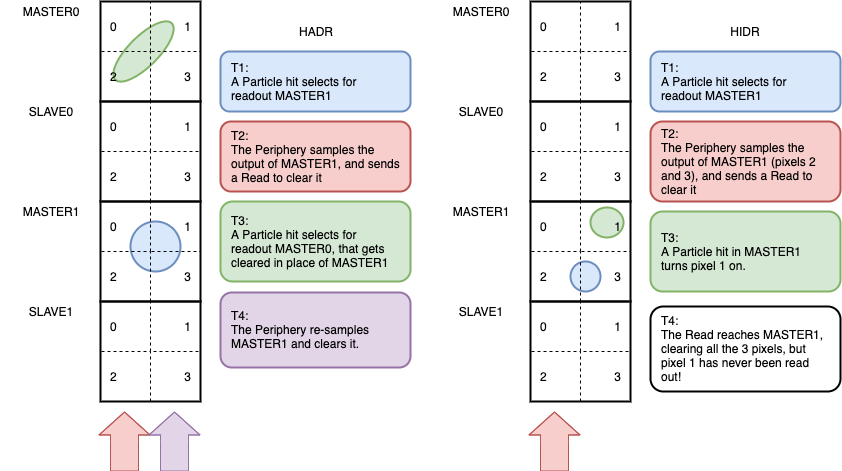 MASTER0
0
1
2
3
SLAVE0
0
1
2
3
MASTER1
0
1
2
3
SLAVE1
0
1
2
3
HADR
T1:
A Particle hit selects for
readout MASTER1
T2:
The Periphery samples the
output of MASTER1, and sends
a Read to clear it
T3:
A Particle hit selects for
readout MASTER0, that gets
cleared in place of MASTER1
T4:
The Periphery re-samples
MASTER1 and clears it.
MASTER0
0
1
2
3
SLAVE0
0
1
2
3
MASTER1
0
1
2
3
SLAVE1
0
1
2
3
HIDR
T1:
A Particle hit selects for
readout MASTER1
T2:
The Periphery samples the
output of MASTER1 (pixels 2
and 3), and sends a Read to
clear it
T3:
A Particle hit in MASTER1
turns pixel 1 on.
T4:
The Read reaches MASTER1,
clearing all the 3 pixels, but
pixel 1 has never been read
out!